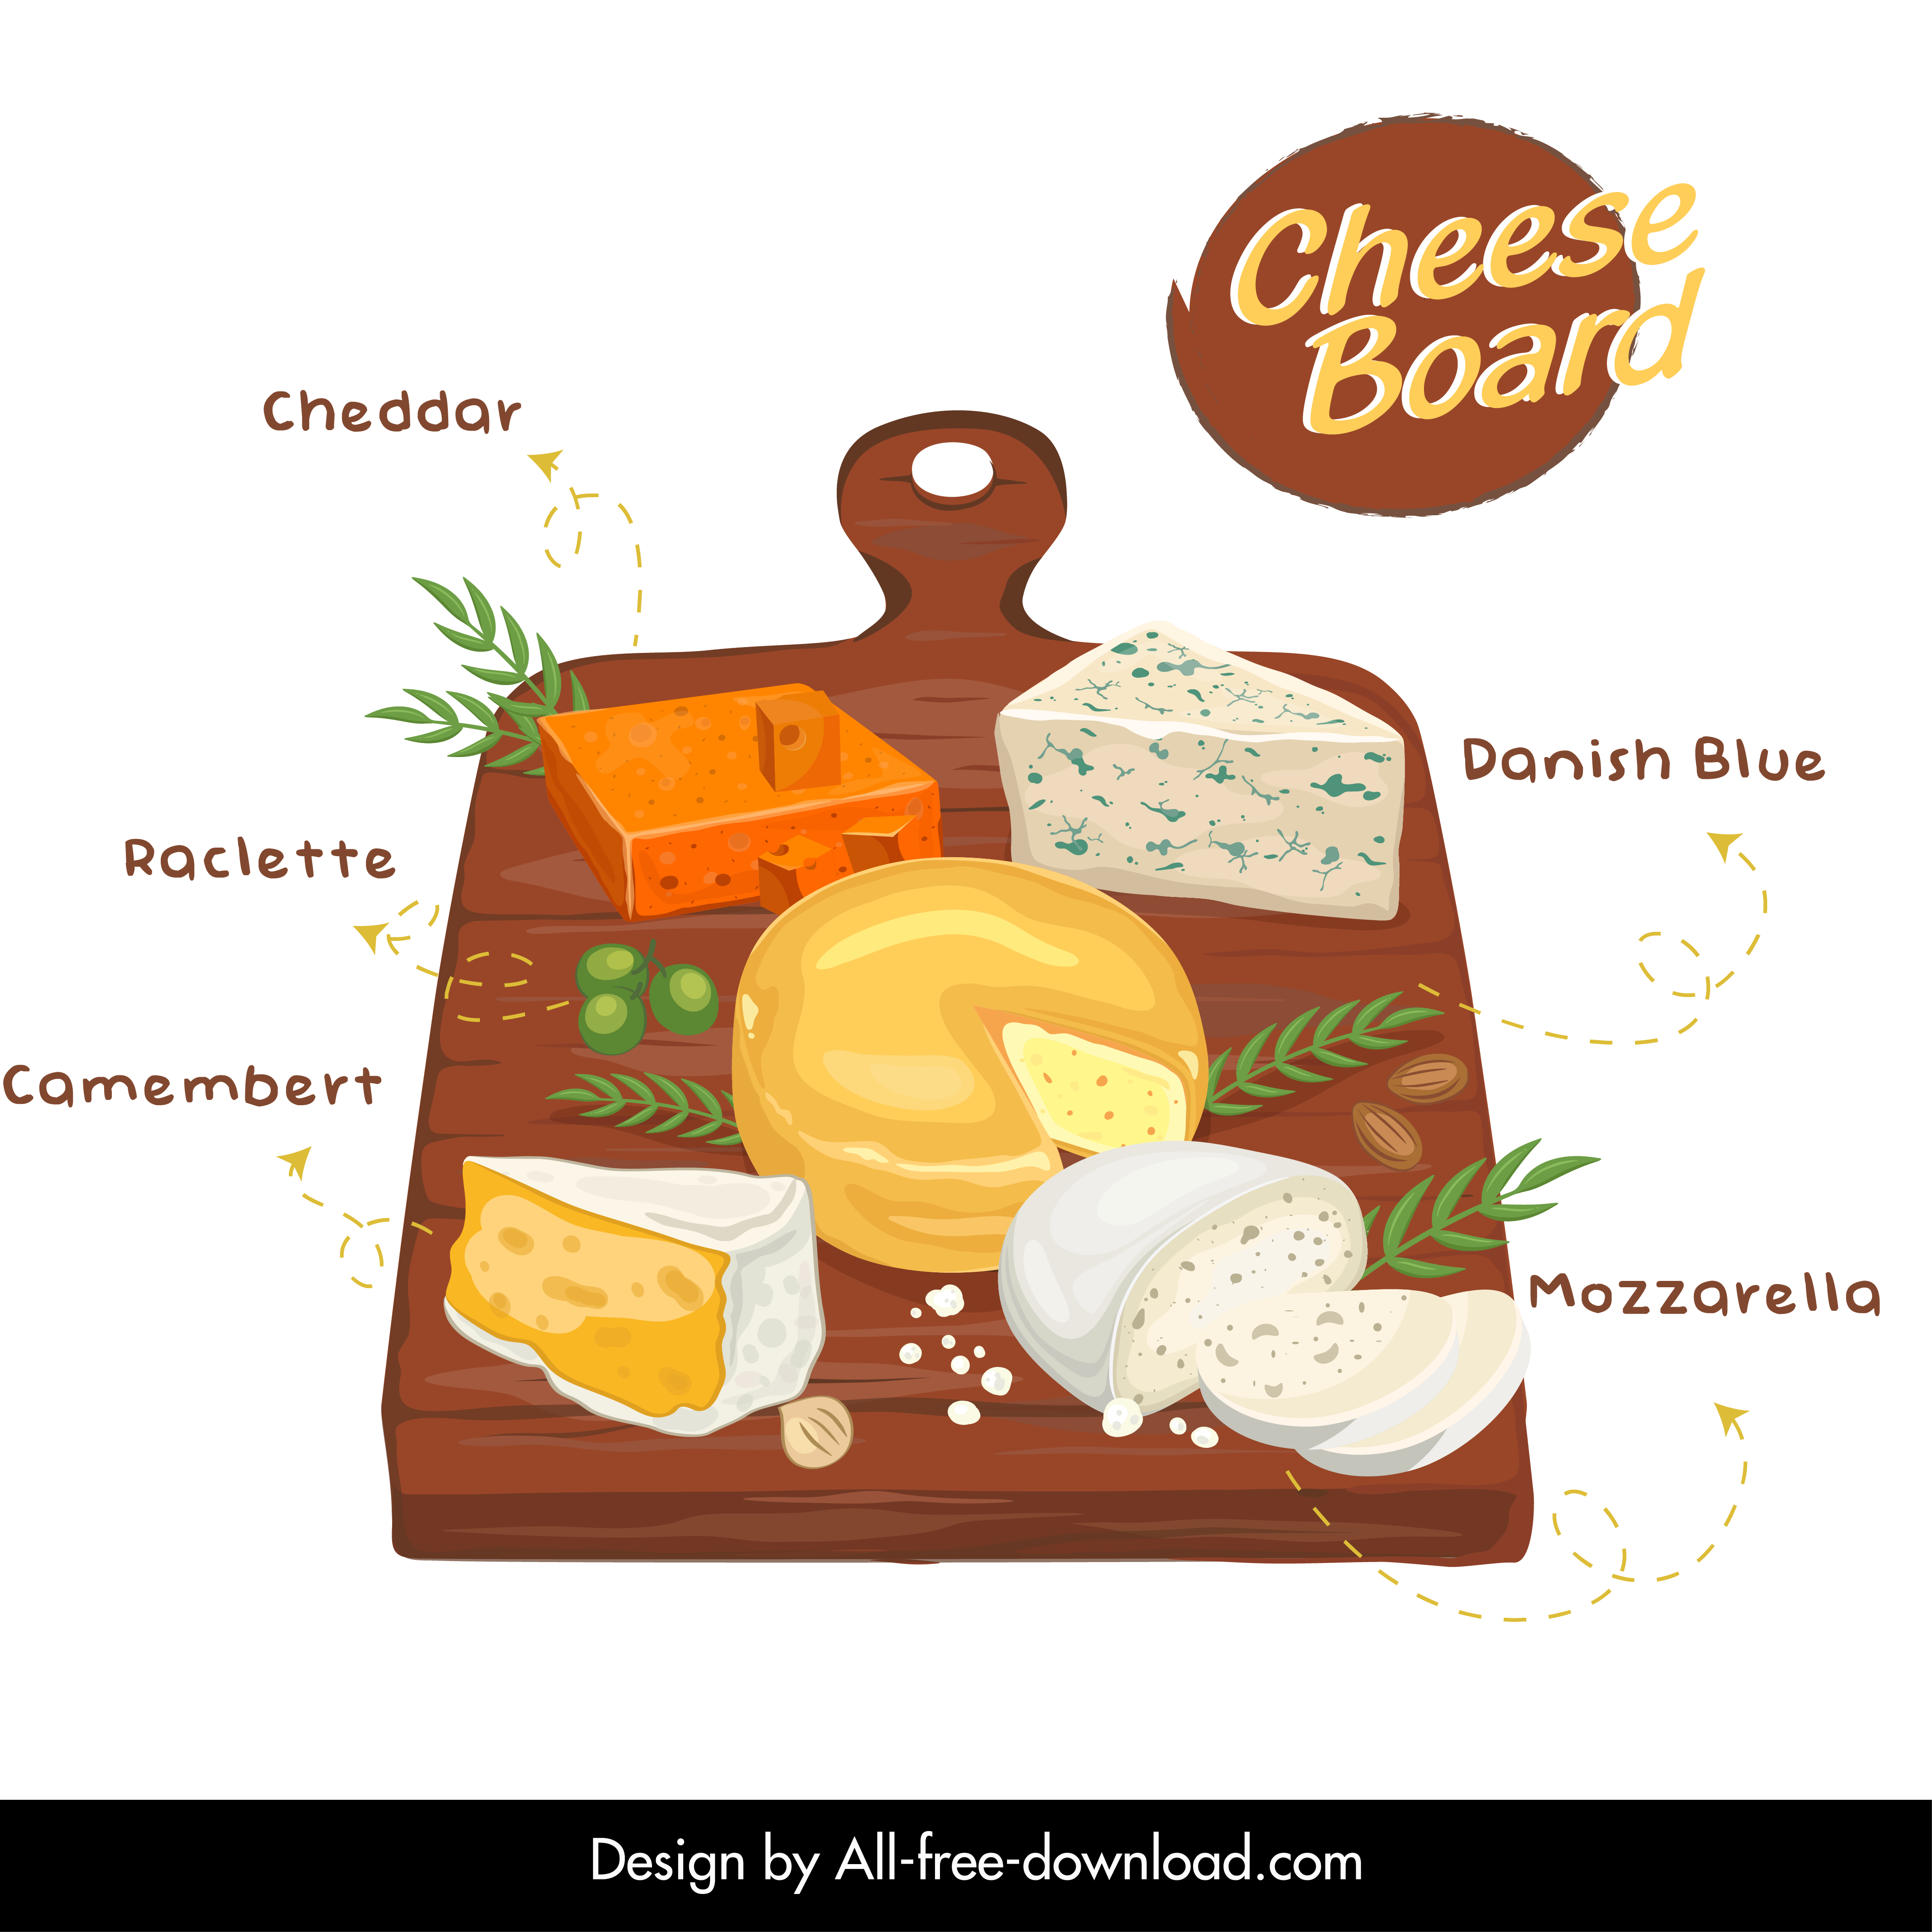 Cheese
Board
Cheddar
Danish Blue
Raclette
Camembert
Mozzarella
Design by All-free-download.com